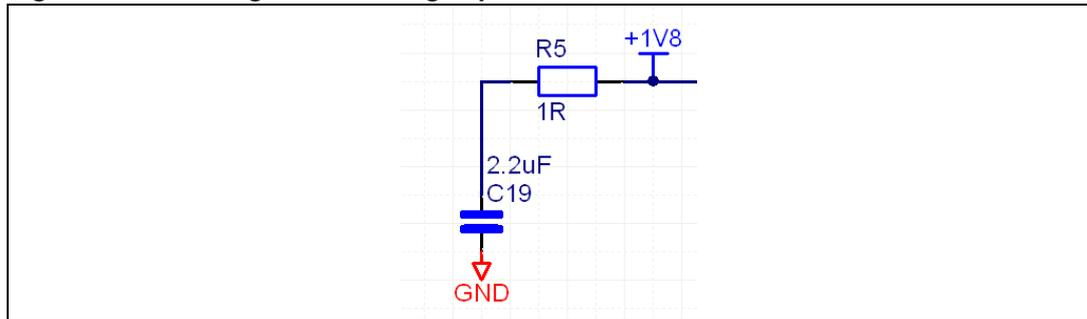 R5
+1V8
1R
2.2uF
C19
GND